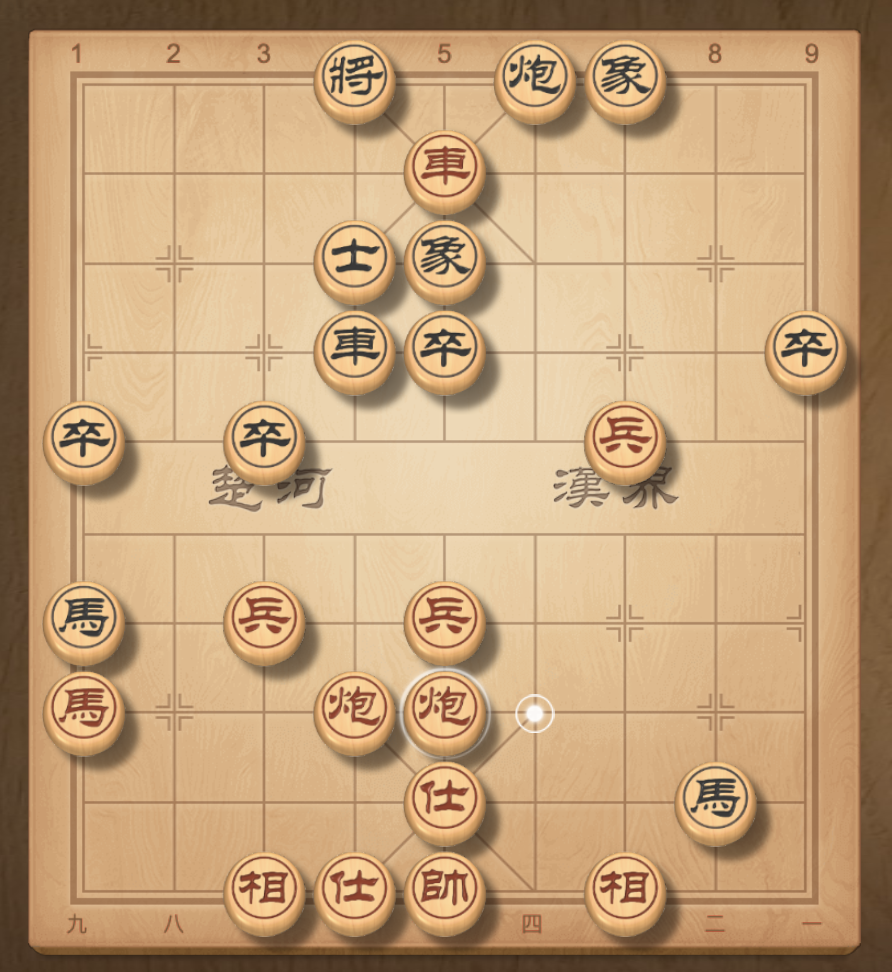 1 2 3 5 8 9
將 炮 象
車
士 象
車 卒 卒
卒 卒 兵
楚河 漢界
馬 兵 兵
馬 炮 炮
仕 馬
相 仕 帥 相
九 八 四 二 一